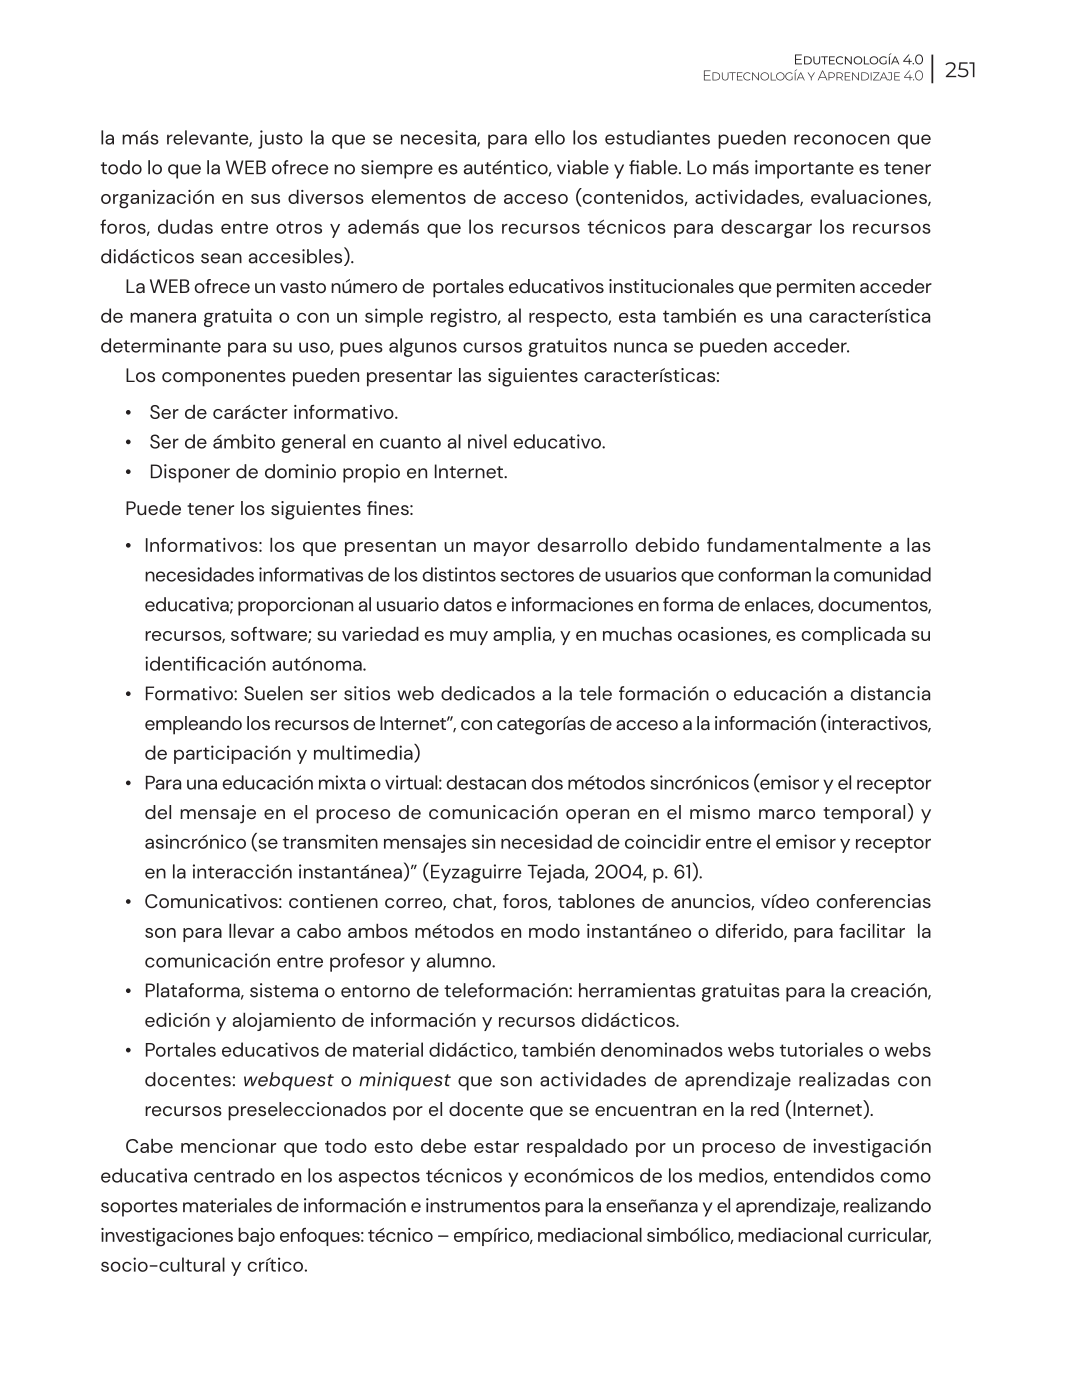 Edutecnología 4.0
Edutecnología y Aprendizaje 4.0
251
la más relevante, justo la que se necesita, para ello los estudiantes pueden reconocen que
todo lo que la WEB ofrece no siempre es auténtico, viable y fiable. Lo más importante es tener
organización en sus diversos elementos de acceso (contenidos, actividades, evaluaciones,
foros, dudas entre otros y además que los recursos técnicos para descargar los recursos
didácticos sean accesibles).
La WEB ofrece un vasto número de portales educativos institucionales que permiten acceder
de manera gratuita o con un simple registro, al respecto, esta también es una característica
determinante para su uso, pues algunos cursos gratuitos nunca se pueden acceder.
Los componentes pueden presentar las siguientes características:
• Ser de carácter informativo.
• Ser de ámbito general en cuanto al nivel educativo.
• Disponer de dominio propio en Internet.
Puede tener los siguientes fines:
• Informativos: los que presentan un mayor desarrollo debido fundamentalmente a las
necesidades informativas de los distintos sectores de usuarios que conforman la comunidad
educativa; proporcionan al usuario datos e informaciones en forma de enlaces, documentos,
recursos, software; su variedad es muy amplia, y en muchas ocasiones, es complicada su
identificación autónoma.
• Formativo: Suelen ser sitios web dedicados a la tele formación o educación a distancia
empleando los recursos de Internet”, con categorías de acceso a la información (interactivos,
de participación y multimedia)
• Para una educación mixta o virtual: destacan dos métodos sincrónicos (emisor y el receptor
del mensaje en el proceso de comunicación operan en el mismo marco temporal) y
asincrónico (se transmiten mensajes sin necesidad de coincidir entre el emisor y receptor
en la interacción instantánea)” (Eyzaguirre Tejada, 2004, p. 61).
• Comunicativos: contienen correo, chat, foros, tablones de anuncios, vídeo conferencias
son para llevar a cabo ambos métodos en modo instantáneo o diferido, para facilitar la
comunicación entre profesor y alumno.
• Plataforma, sistema o entorno de teleformación: herramientas gratuitas para la creación,
edición y alojamiento de información y recursos didácticos.
• Portales educativos de material didáctico, también denominados webs tutoriales o webs
docentes: webquest o miniquest que son actividades de aprendizaje realizadas con
recursos preseleccionados por el docente que se encuentran en la red (Internet).
Cabe mencionar que todo esto debe estar respaldado por un proceso de investigación
educativa centrado en los aspectos técnicos y económicos de los medios, entendidos como
soportes materiales de información e instrumentos para la enseñanza y el aprendizaje, realizando
investigaciones bajo enfoques: técnico – empírico, mediacional simbólico, mediacional curricular,
socio-cultural y crítico.